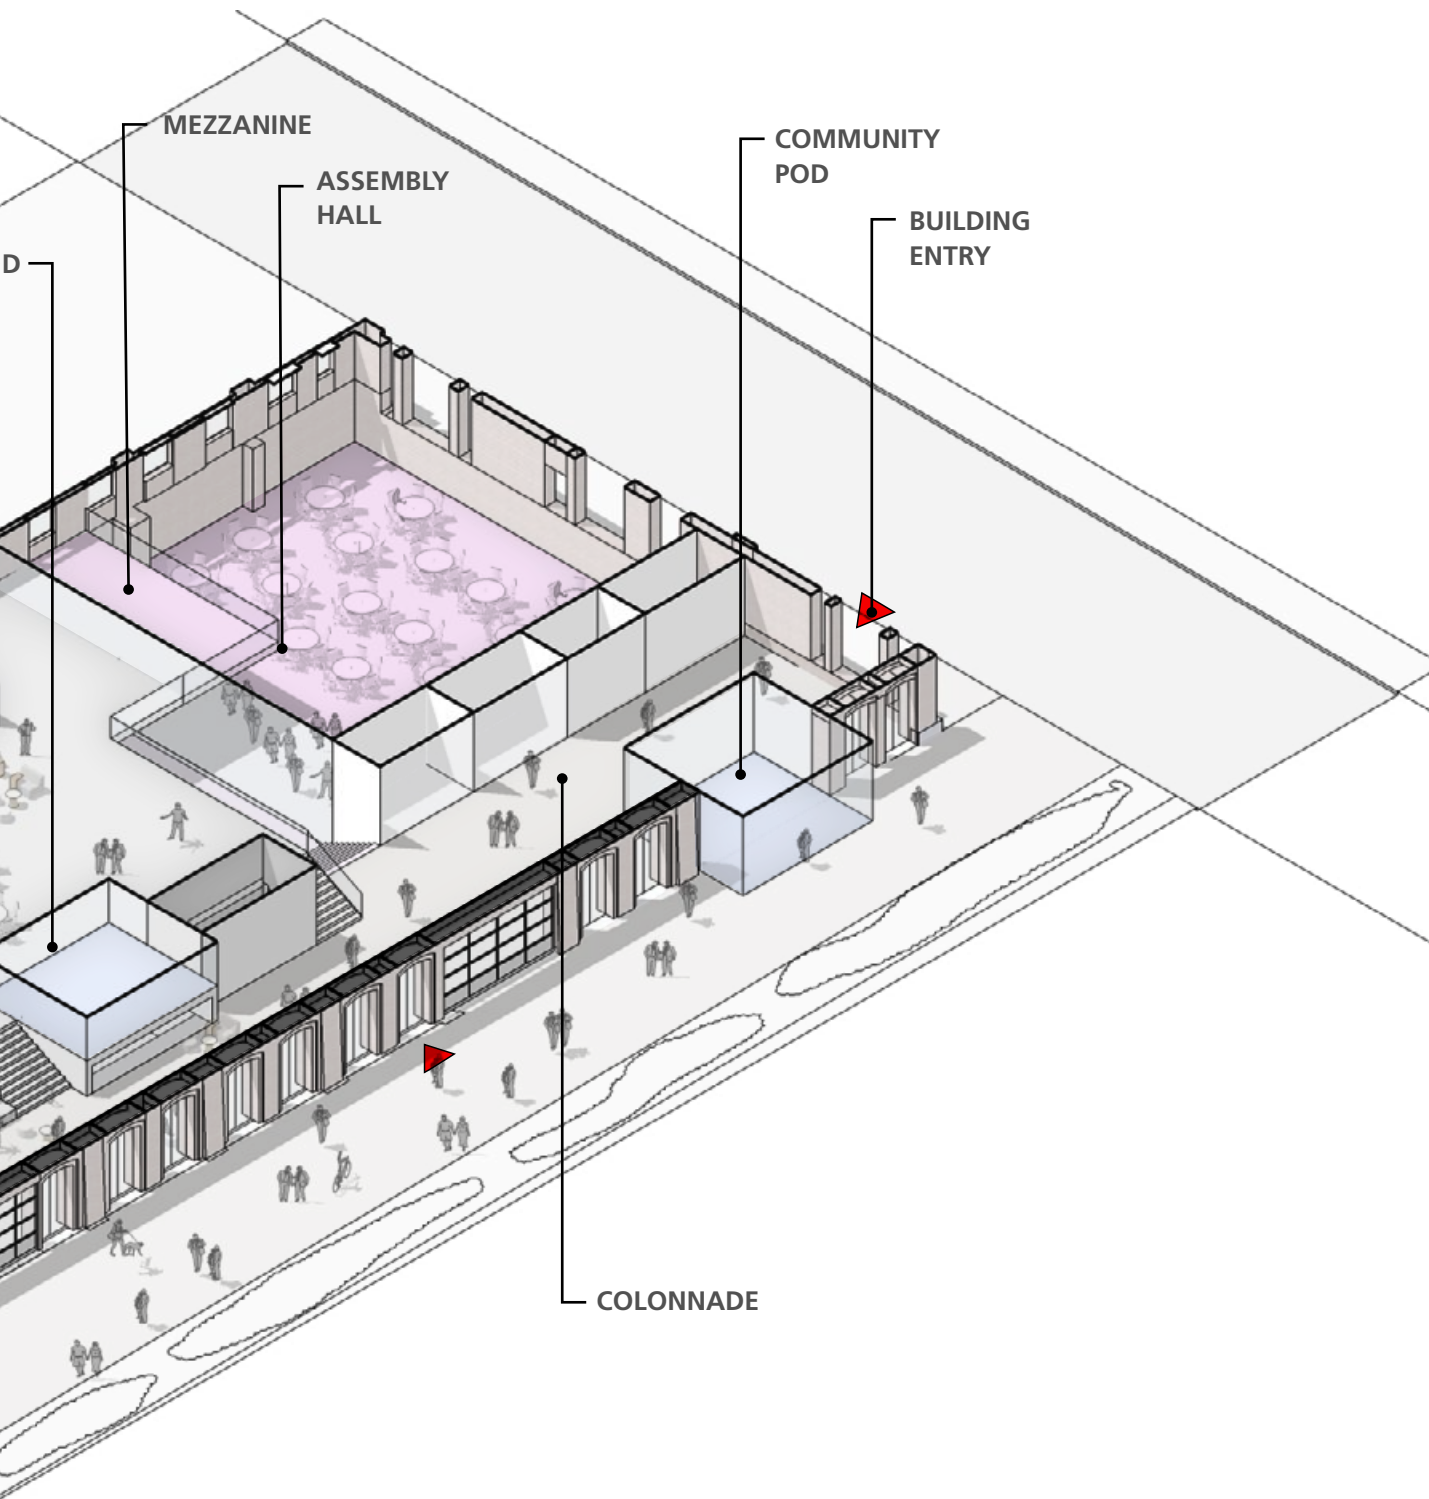 MEZZANINE
ASSEMBLY
HALL
COMMUNITY
POD
BUILDING
ENTRY
D
COLONNADE